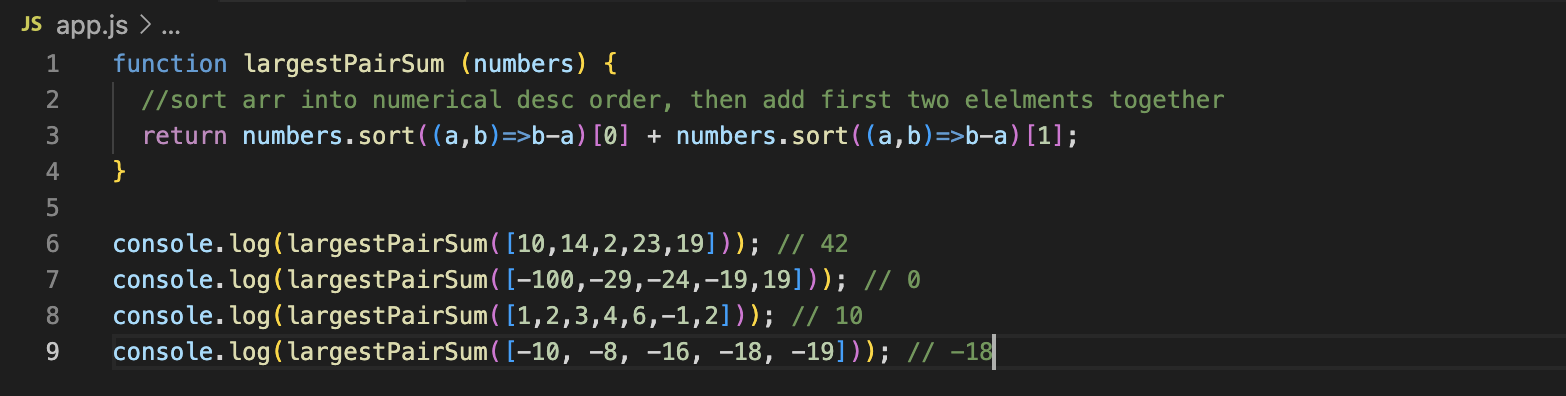 JS app.js > ...
1 function largestPairSum (numbers) {
2 //sort arr into numerical desc order, then add first two elelments together
3 return numbers.sort((a,b)=>b-a)[0] + numbers.sort((a,b)=>b-a)[1];
4 }
5
6 console.log(largestPairSum([10,14,2,23,19])); // 42
7 console.log(largestPairSum([-100,-29,-24,-19,19])); // 0
8 console.log(largestPairSum([1,2,3,4,6,-1,2])); // 10
9 console.log(largestPairSum([-10, -8, -16, -18, -19])); // -18